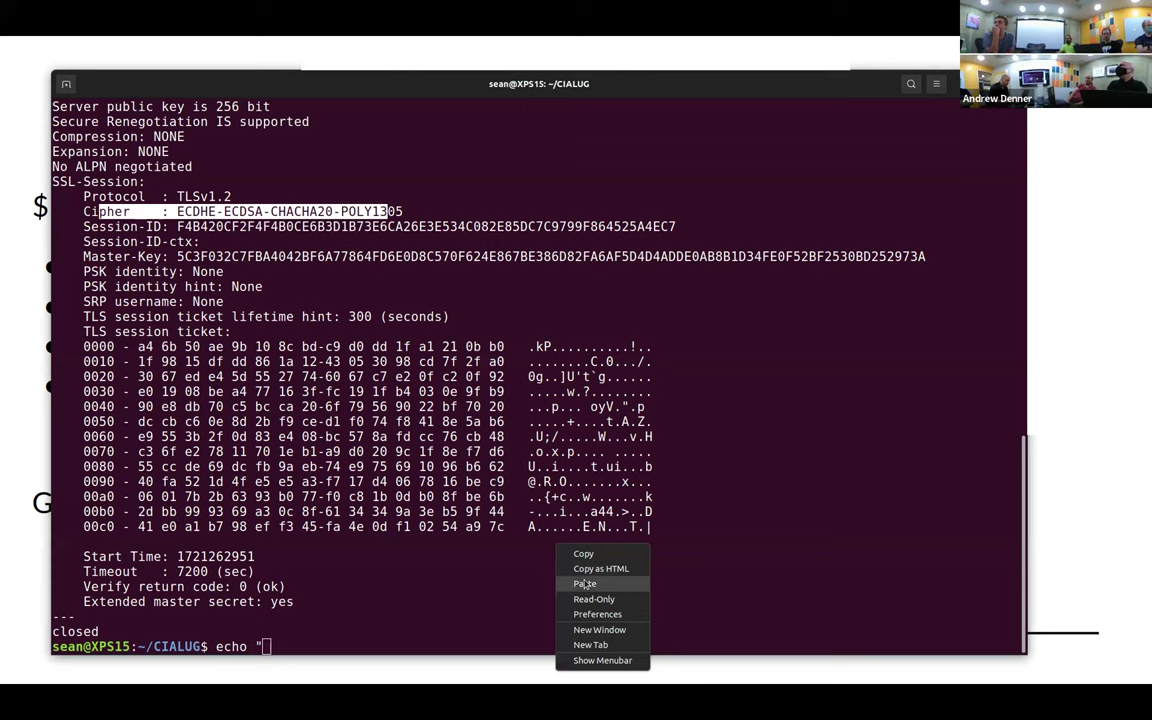 sean@XPS15: ~/CIALUG
Andrew Denner
Server public key is 256 bit
Secure Renegotiation IS supported
Compression: NONE
Expansion: NONE
No ALPN negotiated
SSL-Session:
$
Protocol  : TLSv1.2
Cipher    : ECDHE-ECDSA-CHACHA20-POLY1305
Session-ID: F4B420CF2F4F4B0CE6B3D1B73E6CA26E3E534C082E85DC7C9799F864525A4EC7
Session-ID-ctx:
Master-Key: 5C3F032C7FBA4042BF6A77864FD6E0D8C570F624E867BE386D82FA6AF5D4D4ADDE0AB8B1D34FE0F52BF2530BD252973A
PSK identity: None
PSK identity hint: None
SRP username: None
TLS session ticket lifetime hint: 300 (seconds)
TLS session ticket:
0000 - a4 6b 50 ae 9b 10 8c bd-c9 d0 dd 1f a1 21 0b b0   .kP..........!..
0010 - 1f 98 15 df dd 86 1a 12-43 05 30 98 cd 7f 2f a0   ........C.0.../.
0020 - 30 67 ed e4 5d 55 27 74-60 67 c7 e2 0f c2 0f 92   0g..]U't`g......
0030 - e0 19 08 be a4 77 16 3f-fc 19 1f b4 03 0e 9f b9   .....w.?........
0040 - 90 e8 db 70 c5 bc ca 20-6f 79 56 90 22 bf 70 20   ...p... oyV.".p
0050 - dc cb c6 0e 8d 2b f9 ce-d1 f0 74 f8 41 8e 5a b6   .....+....t.A.Z.
0060 - e9 55 3b 2f 0d 83 e4 08-bc 57 8a fd cc 76 cb 48   .U;/.....W...v.H
0070 - c3 6f e2 78 11 70 1e b1-a9 d0 20 9c 1f 8e f7 d6   .o.x.p.... .....
0080 - 55 cc de 69 dc fb 9a eb-74 e9 75 69 10 96 b6 62   U..i....t.ui...b
0090 - 40 fa 52 1d 4f e5 e5 a3-f7 17 d4 06 78 16 be c9   @.R.O.......x...
00a0 - 06 01 7b 2b 63 93 b0 77-f0 c8 1b 0d b0 8f be 6b   ..{+c..w.......k
00b0 - 2d bb 99 93 69 a3 0c 8f-61 34 34 9a 3e b5 9f 44   -...i...a44.>..D
00c0 - 41 e0 a1 b7 98 ef f3 45-fa 4e 0d f1 02 54 a9 7c   A......E.N...T.|
G
Start Time: 1721262951
Timeout   : 7200 (sec)
Verify return code: 0 (ok)
Extended master secret: yes
---
closed
sean@XPS15:~/CIALUG$ echo "
Copy
Copy as HTML
Paste
Read-Only
Preferences
New Window
New Tab
Show Menubar